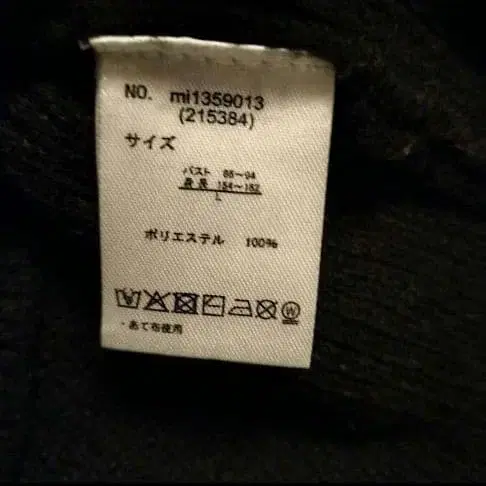 NO. mi1359013
(215384)
サイズ
バスト 86～94
身長 154～162
L
ポリエステル 100%
W
・あて布使用